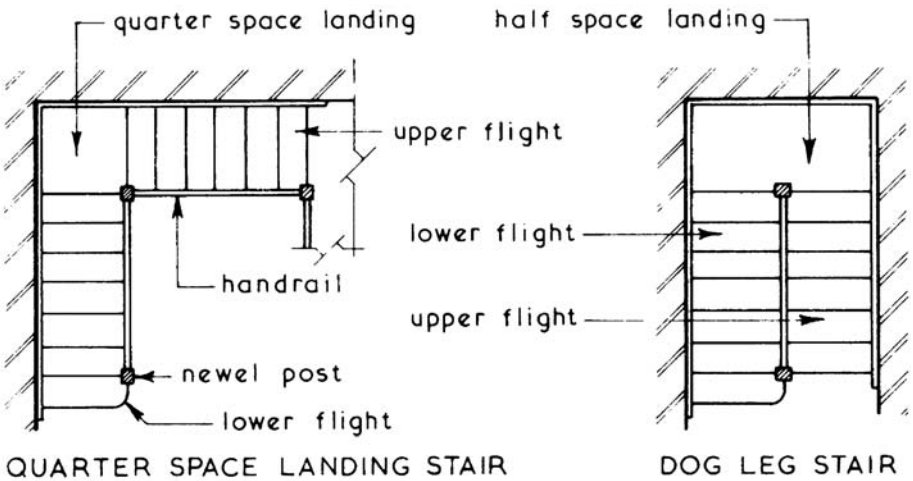 quarter space landing
half space landing
upper flight
lower flight
handrail
upper flight
newel post
lower flight
QUARTER SPACE LANDING STAIR
DOG LEG STAIR